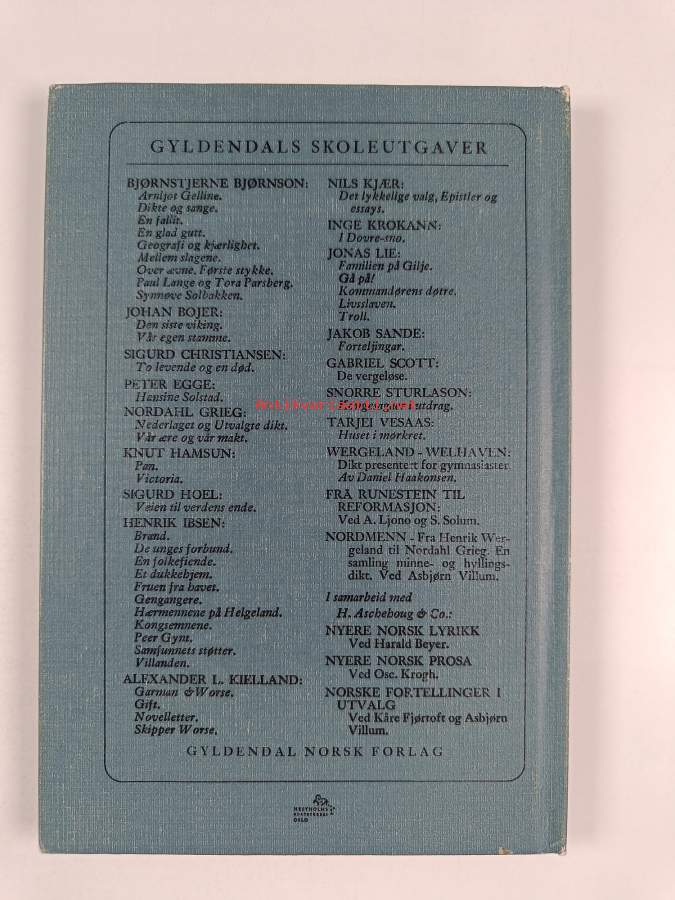 GYLDENDALS SKOLEUTGAVER
BJØRNSTJERNE BJØRNSON:
Arnljot Gelline.
Dikte og sange.
En fallit.
En glad gutt.
Geografi og kjærlighet.
Mellem slagene.
Over ævne. Første stykke.
Paul Lange og Tora Parsberg.
Synnøve Solbakken.
JOHAN BOJER:
Den siste viking.
Vår egen stamme.
SIGURD CHRISTIANSEN:
To levende og en død.
PETER EGGE:
Hansine Solstad.
NORDAHL GRIEG:
Nederlaget og Utvalgte dikt.
Vår ære og vår makt.
KNUT HAMSUN:
Pan.
Victoria.
SIGURD HOEL:
Veien til verdens ende.
HENRIK IBSEN:
Brand.
De unges forbund.
En folkefiende.
Et dukkehjem.
Fruen fra havet.
Gengangere.
Hærmennene på Helgeland.
Kongsemnene.
Peer Gynt.
Samfunnets støtter.
Villanden.
ALEXANDER L. KIELLAND:
Garman & Worse.
Gift.
Novelletter.
Skipper Worse.
NILS KJÆR:
Det lykkelige valg, Epistler og
essays.
INGE KROKANN:
I Dovre-sno.
JONAS LIE:
Familien på Gilje.
Gå på!
Kommandørens døtre.
Livsslaven.
Troll.
JAKOB SANDE:
Forteljingar.
GABRIEL SCOTT:
De vergeløse.
SNORRE STURLASON:
Kongesagaer i utdrag.
TARJEI VESAAS:
Huset i mørkret.
WERGELAND - WELHAVEN:
Dikt presentert for gymnasiaster
Av Daniel Haakonsen.
FRA RUNESTEIN TIL
REFORMASJON:
Ved A. Ljono og S. Solum.
NORDMENN - Fra Henrik Wer-
geland til Nordahl Grieg. En
samling minne- og hyllings-
dikt. Ved Asbjørn Villum.
I samarbeid med
H. Aschehoug & Co.:
NYERE NORSK LYRIKK
Ved Harald Beyer.
NYERE NORSK PROSA
Ved Osc. Krogh.
NORSKE FORTELLINGER I
UTVALG
Ved Kåre Fjørtoft og Asbjørn
Villum.
GYLDENDAL NORSK FORLAG
OSLO